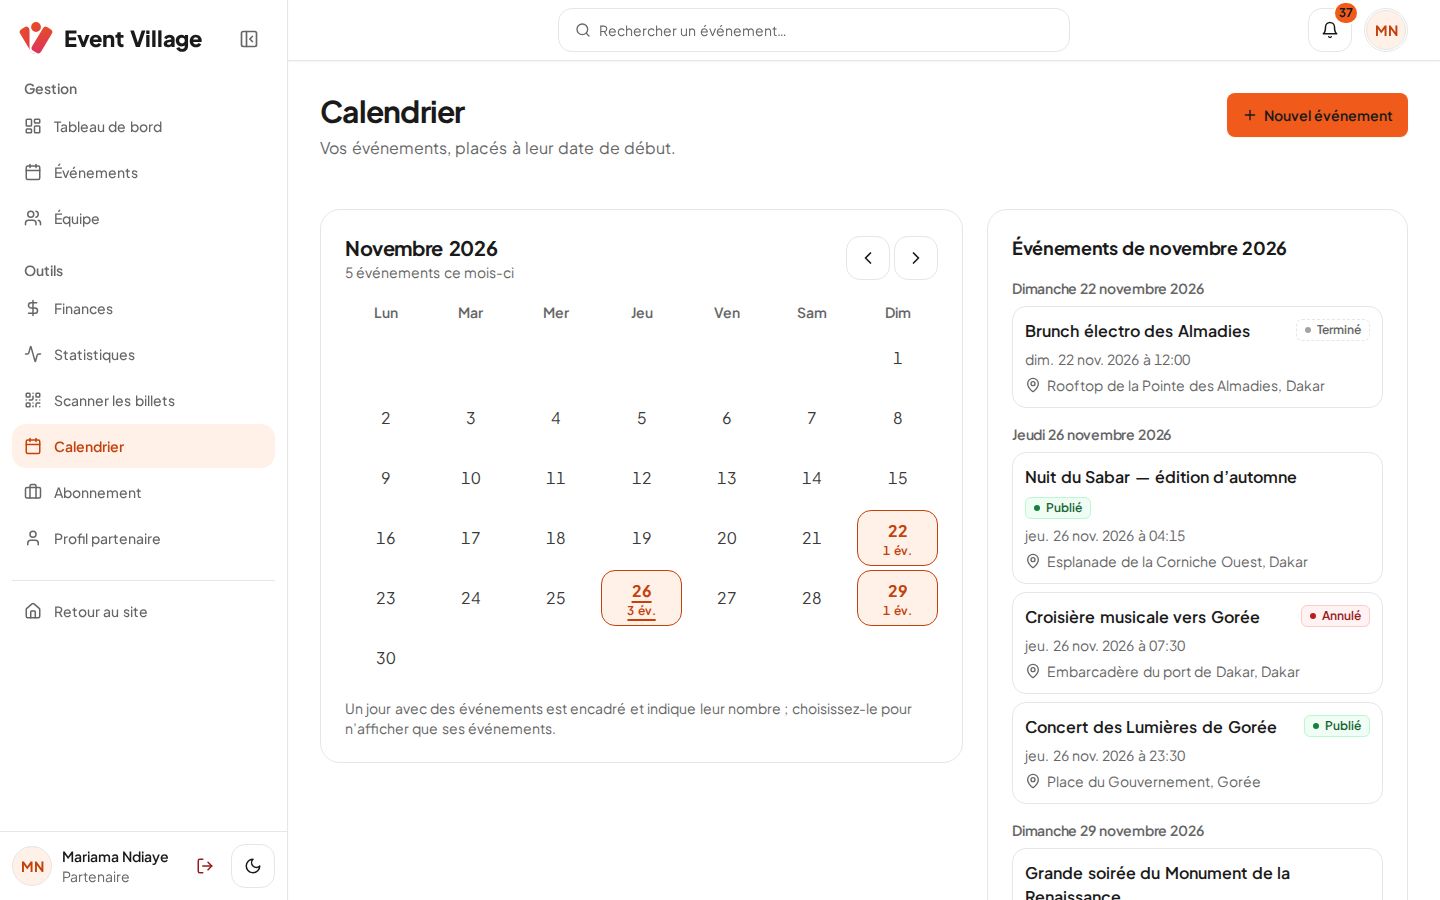 Event Village
Gestion
Tableau de bord
Événements
Équipe
Outils
Finances
Statistiques
Scanner les billets
Calendrier
Abonnement
Profil partenaire
Retour au site
MN
Mariama Ndiaye
Partenaire
Rechercher un événement…
37
MN
Calendrier
Vos événements, placés à leur date de début.
Nouvel événement
Novembre 2026
5 événements ce mois-ci
Lun Mar Mer Jeu Ven Sam Dim
1
2 3 4 5 6 7 8
9 10 11 12 13 14 15
16 17 18 19 20 21 22
1 év.
23 24 25 26 27 28 29
3 év. 1 év.
30
Un jour avec des événements est encadré et indique leur nombre ; choisissez-le pour
n’afficher que ses événements.
Événements de novembre 2026
Dimanche 22 novembre 2026
Brunch électro des Almadies Terminé
dim. 22 nov. 2026 à 12:00
Rooftop de la Pointe des Almadies, Dakar
Jeudi 26 novembre 2026
Nuit du Sabar — édition d’automne
Publié
jeu. 26 nov. 2026 à 04:15
Esplanade de la Corniche Ouest, Dakar
Croisière musicale vers Gorée Annulé
jeu. 26 nov. 2026 à 07:30
Embarcadère du port de Dakar, Dakar
Concert des Lumières de Gorée Publié
jeu. 26 nov. 2026 à 23:30
Place du Gouvernement, Gorée
Dimanche 29 novembre 2026
Grande soirée du Monument de la
Renaissance